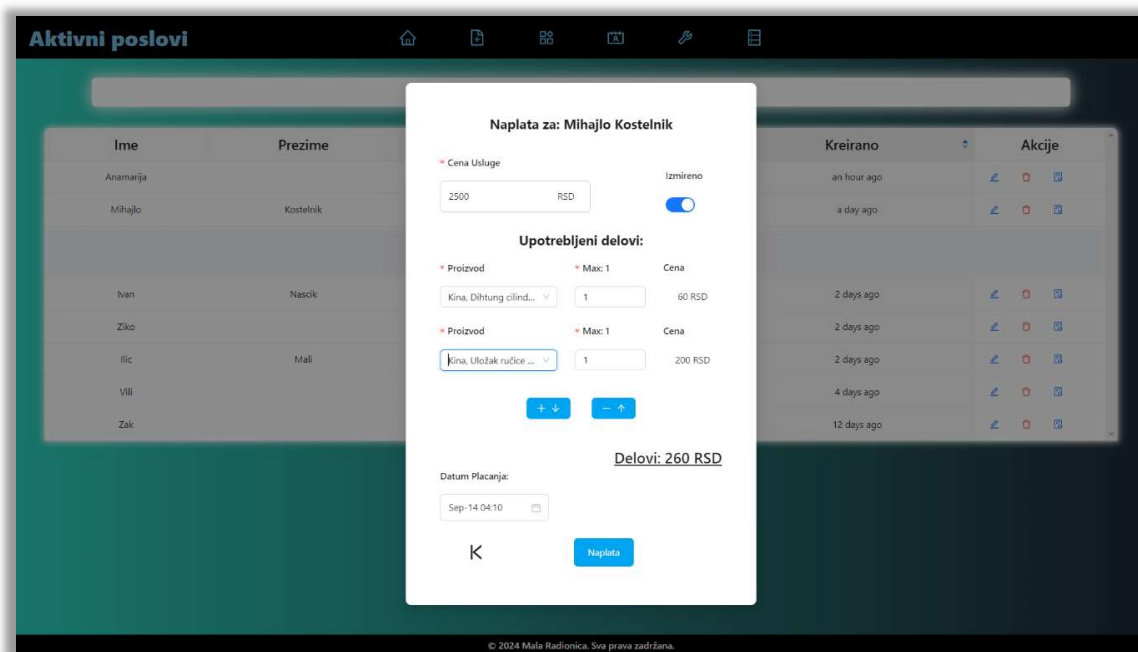 Aktivni poslovi
Naplata za: Mihajlo Kostelnik
Ime Prezime Kreirano Akcije
* Cena Usluge
Izmireno
Anamarija an hour ago
2500 RSD
Mihajlo Kostelnik a day ago
Upotrebljeni delovi:
* Proizvod * Max: 1 Cena
Kina, Dihtung cilind... 1 60 RSD
Ivan Nascik 2 days ago
Ziko 2 days ago
* Proizvod * Max: 1 Cena
Kina, Uložak ručice ... 1 200 RSD
Ilic Mali 2 days ago
Vili 4 days ago
Zak 12 days ago
Delovi: 260 RSD
Datum Placanja:
Sep-14 04:10
Naplata
© 2024 Mala Radionica. Sva prava zadržana.